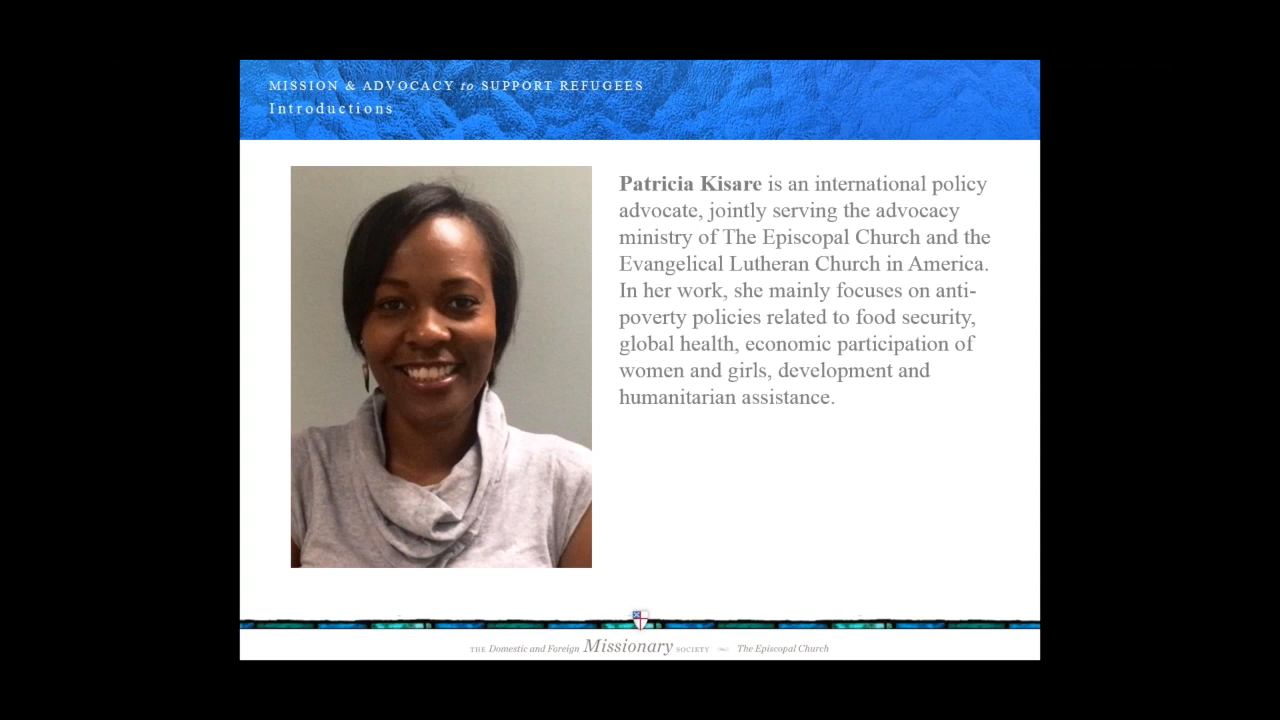 MISSION & ADVOCACY to SUPPORT REFUGEES
Introductions
Patricia Kisare is an international policy
advocate, jointly serving the advocacy
ministry of The Episcopal Church and the
Evangelical Lutheran Church in America.
In her work, she mainly focuses on anti-
poverty policies related to food security,
global health, economic participation of
women and girls, development and
humanitarian assistance.
THE Domestic and Foreign Missionary SOCIETY The Episcopal Church